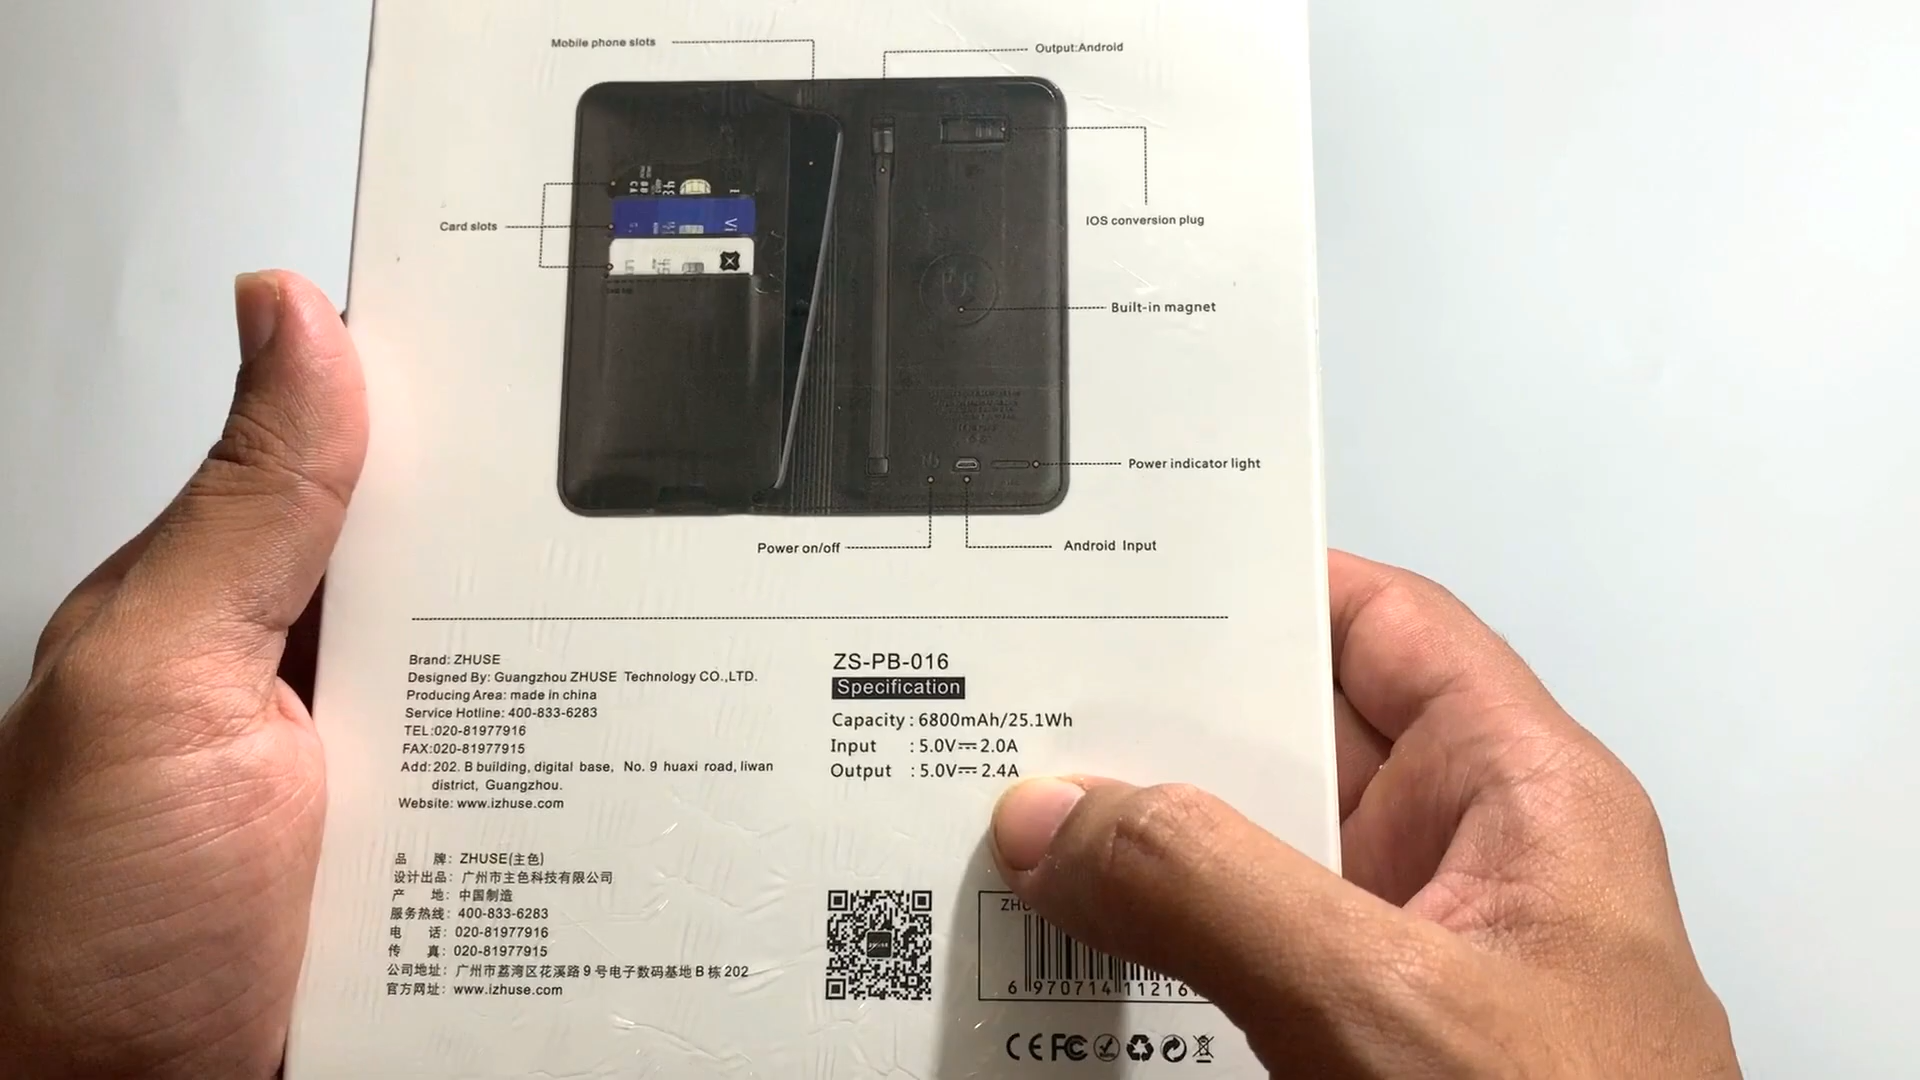 Mobile phone slots
Output:Android
Card slots
IOS conversion plug
Built-in magnet
Power indicator light
Power on/off
Android Input
Brand: ZHUSE
Designed By: Guangzhou ZHUSE Technology CO.,LTD.
Producing Area: made in china
Service Hotline: 400-833-6283
TEL:020-81977916
FAX:020-81977915
Add:202. B building, digital base, No. 9 huaxi road, liwan
district, Guangzhou.
Website: www.izhuse.com
ZS-PB-016
Specification
Capacity : 6800mAh/25.1Wh
Input : 5.0V⎓2.0A
Output : 5.0V⎓2.4A
品 牌: ZHUSE(主色)
设计出品: 广州市主色科技有限公司
产 地: 中国制造
服务热线: 400-833-6283
电 话: 020-81977916
传 真: 020-81977915
公司地址: 广州市荔湾区花溪路9号电子数码基地B栋202
官方网址: www.izhuse.com
6 970714 11216
CE FC